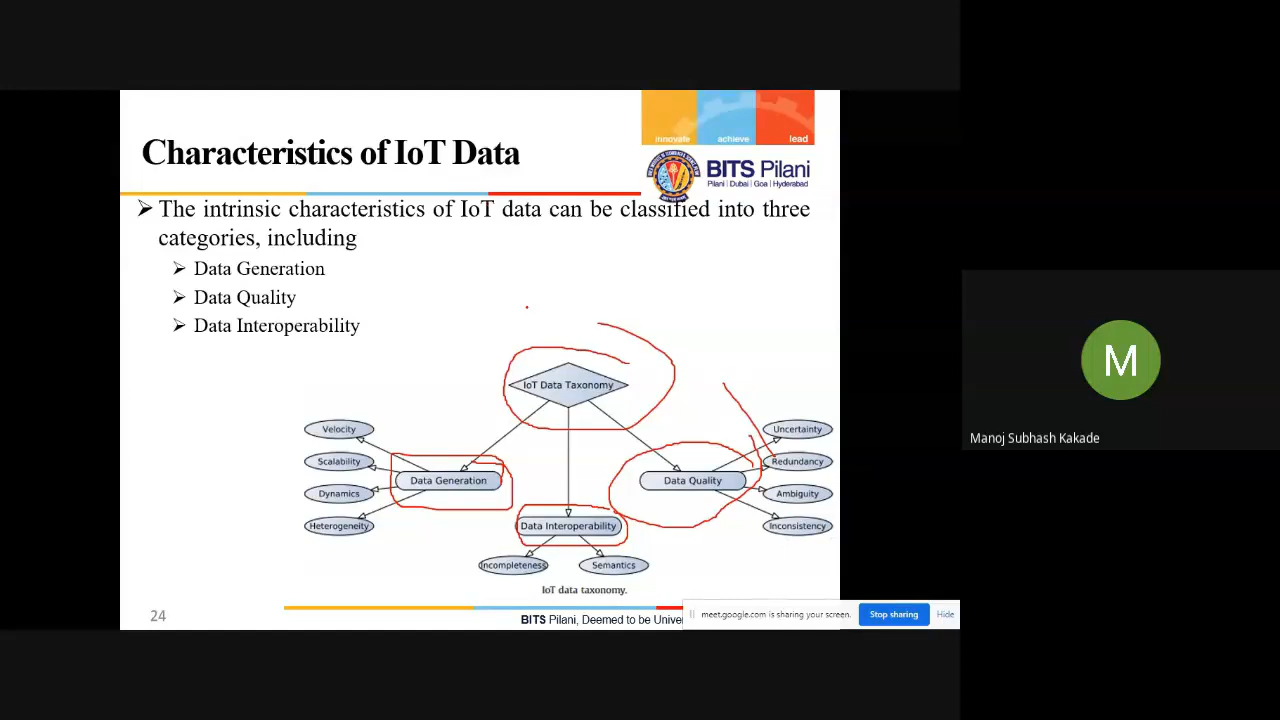 innovate achieve lead
Characteristics of IoT Data
BITS Pilani
Pilani | Dubai | Goa | Hyderabad
➢ The intrinsic characteristics of IoT data can be classified into three
categories, including
➢ Data Generation
➢ Data Quality
➢ Data Interoperability
IoT Data Taxonomy
Velocity
Scalability
Dynamics
Heterogeneity
Data Generation
Data Interoperability
Incompleteness
Semantics
Data Quality
Uncertainty
Redundancy
Ambiguity
Inconsistency
IoT data taxonomy.
24
BITS Pilani, Deemed to be Univer
meet.google.com is sharing your screen.
Stop sharing
Hide
M
Manoj Subhash Kakade